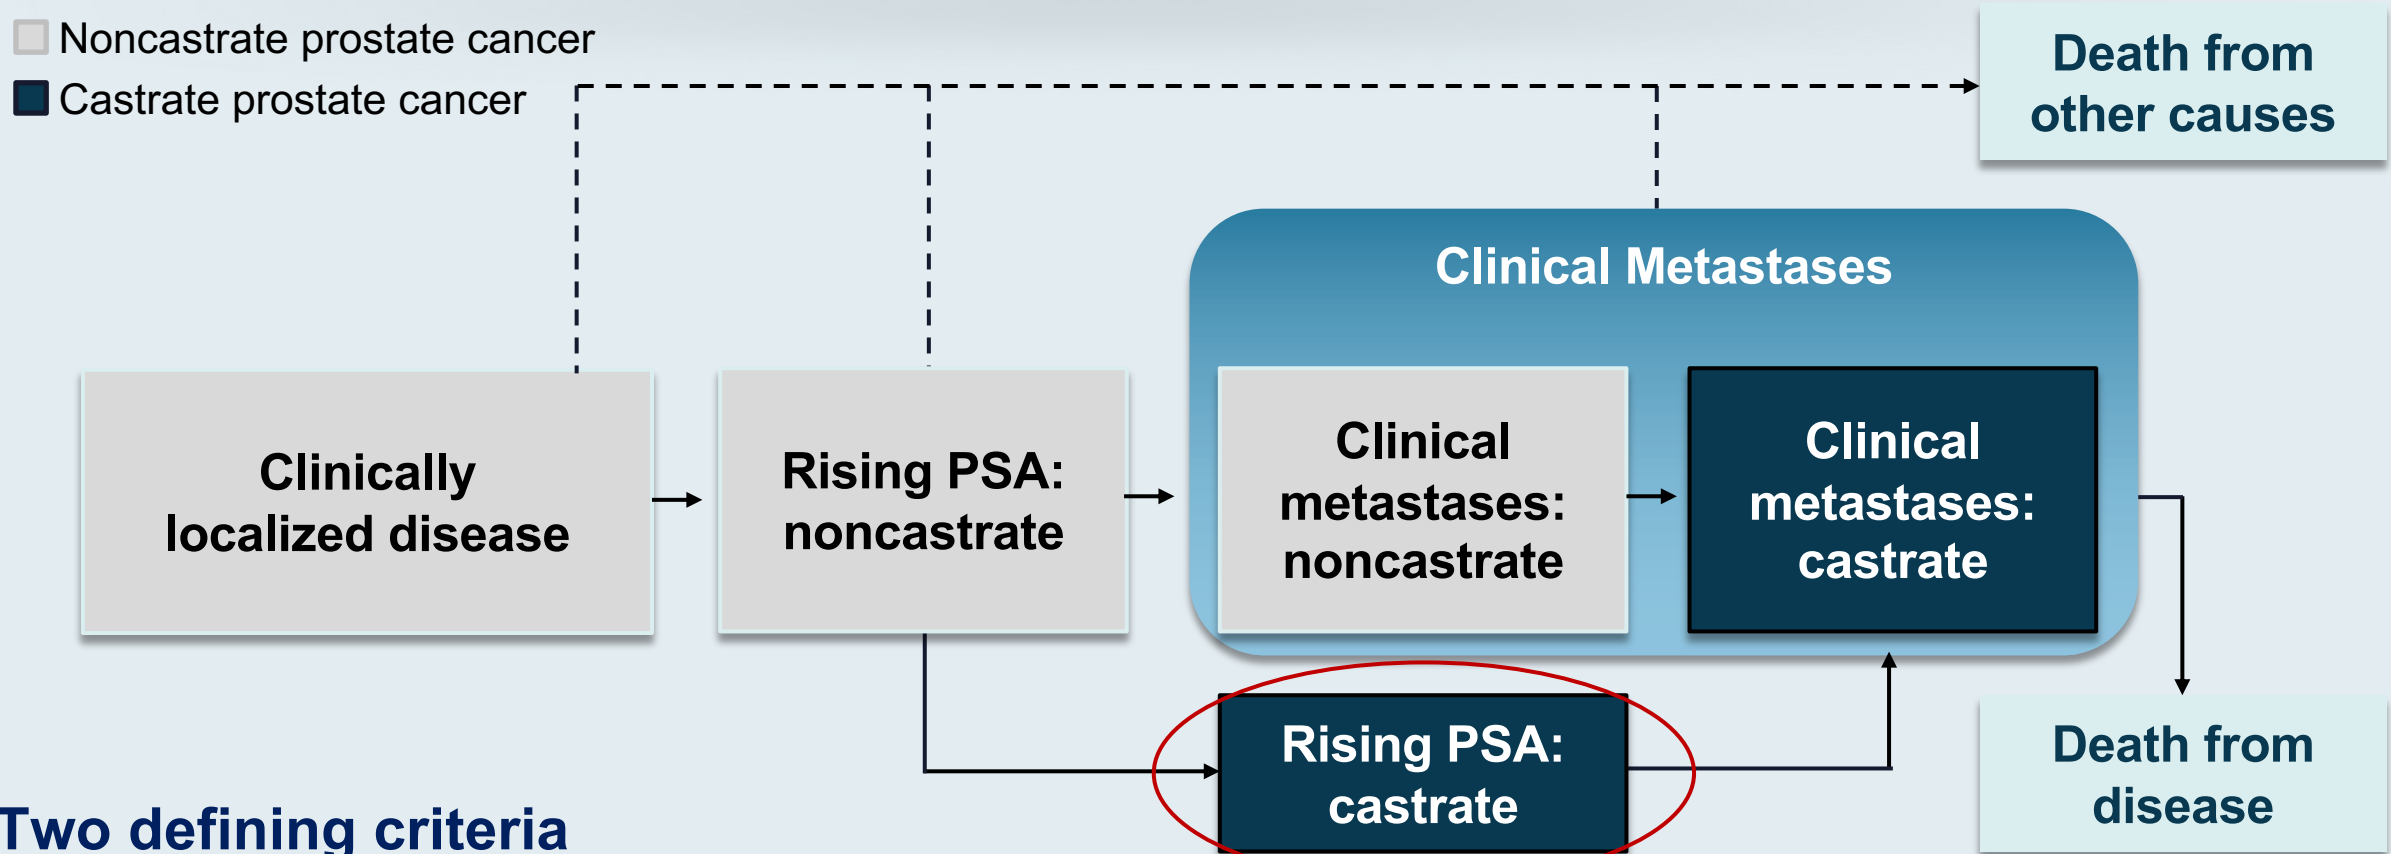 Noncastrate prostate cancer
Castrate prostate cancer
Death from
other causes
Clinical Metastases
Clinically
localized disease
Rising PSA:
noncastrate
Clinical
metastases:
noncastrate
Clinical
metastases:
castrate
Rising PSA:
castrate
Death from
disease
Two defining criteria